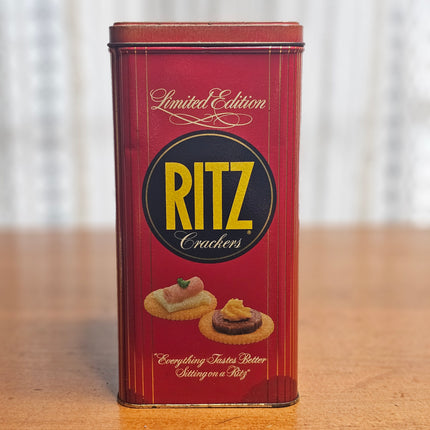 Limited Edition
RITZ®
Crackers
"Everything Tastes Better
Sitting on a Ritz"